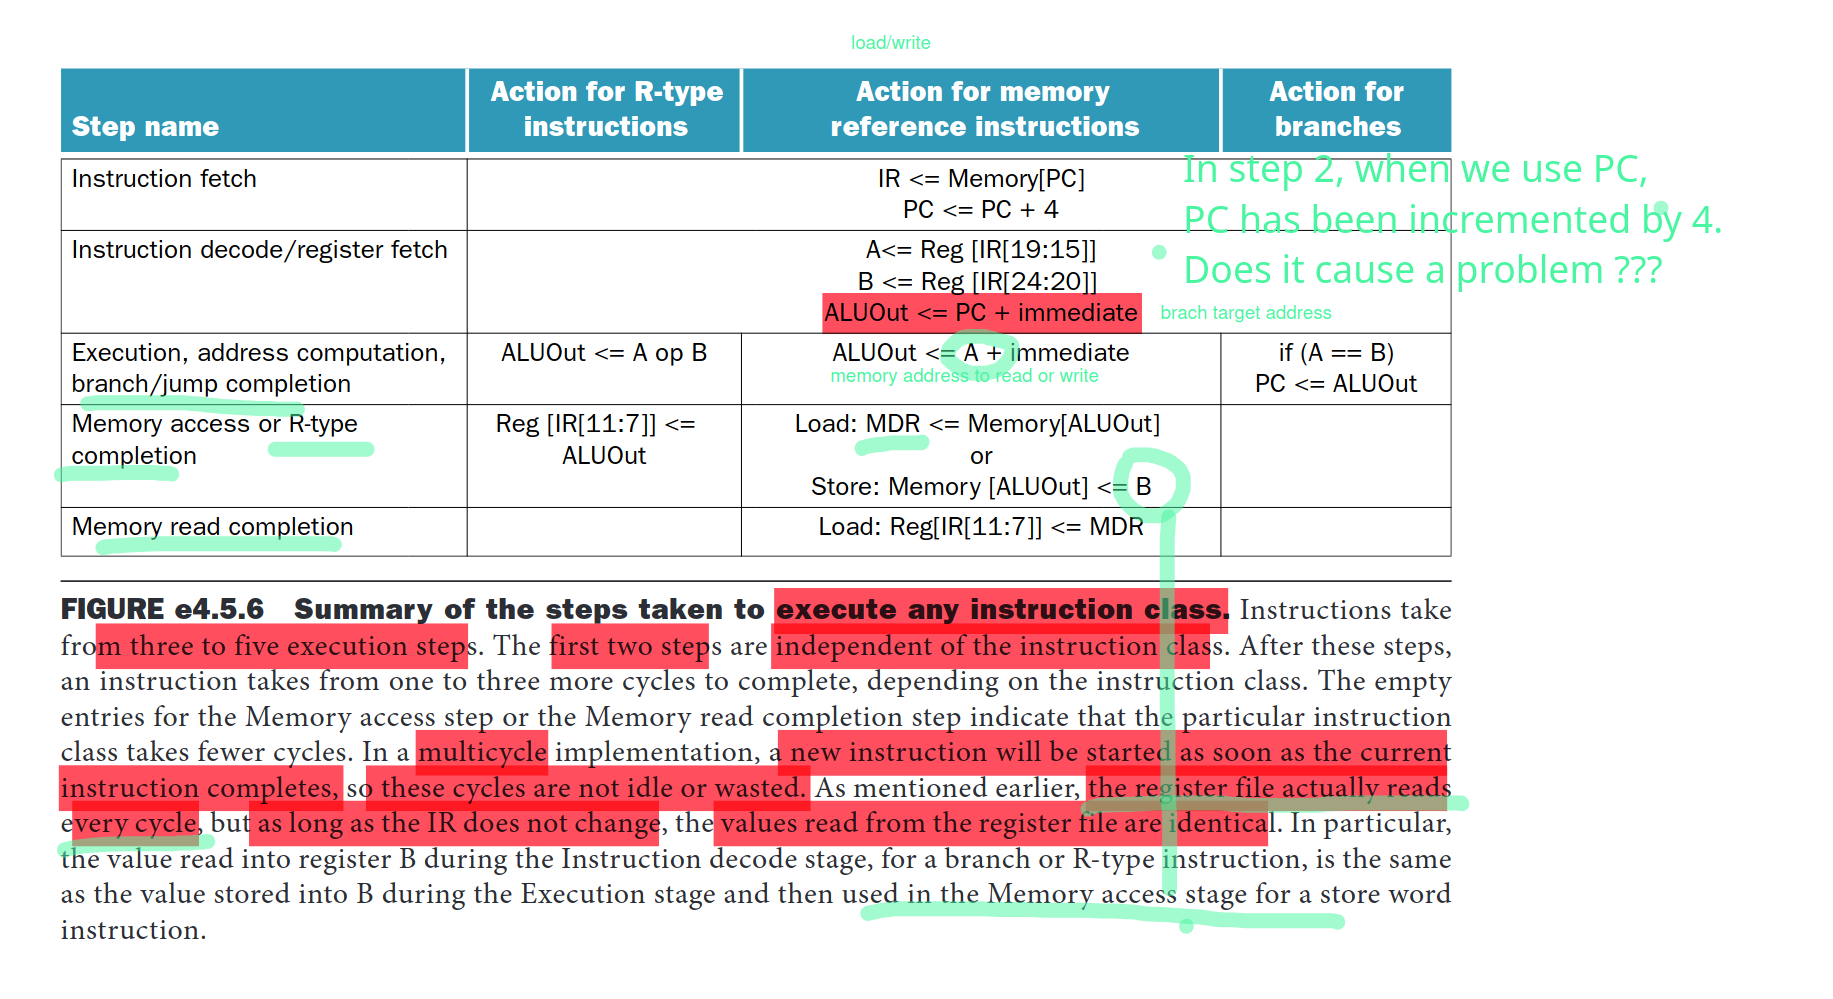 load/write
Step name
Action for R-type
instructions
Action for memory
reference instructions
Action for
branches
Instruction fetch
IR <= Memory[PC]
PC <= PC + 4
In step 2, when we use PC,
PC has been incremented by 4.
Does it cause a problem ???
Instruction decode/register fetch
A<= Reg [IR[19:15]]
B <= Reg [IR[24:20]]
ALUOut <= PC + immediate
brach target address
Execution, address computation,
branch/jump completion
ALUOut <= A op B
ALUOut <= A + immediate
memory address to read or write
if (A == B)
PC <= ALUOut
Memory access or R-type
completion
Reg [IR[11:7]] <=
ALUOut
Load: MDR <= Memory[ALUOut]
or
Store: Memory [ALUOut] <= B
Memory read completion
Load: Reg[IR[11:7]] <= MDR
FIGURE e4.5.6 Summary of the steps taken to execute any instruction class. Instructions take
from three to five execution steps. The first two steps are independent of the instruction class. After these steps,
an instruction takes from one to three more cycles to complete, depending on the instruction class. The empty
entries for the Memory access step or the Memory read completion step indicate that the particular instruction
class takes fewer cycles. In a multicycle implementation, a new instruction will be started as soon as the current
instruction completes, so these cycles are not idle or wasted. As mentioned earlier, the register file actually reads
every cycle, but as long as the IR does not change, the values read from the register file are identical. In particular,
the value read into register B during the Instruction decode stage, for a branch or R-type instruction, is the same
as the value stored into B during the Execution stage and then used in the Memory access stage for a store word
instruction.